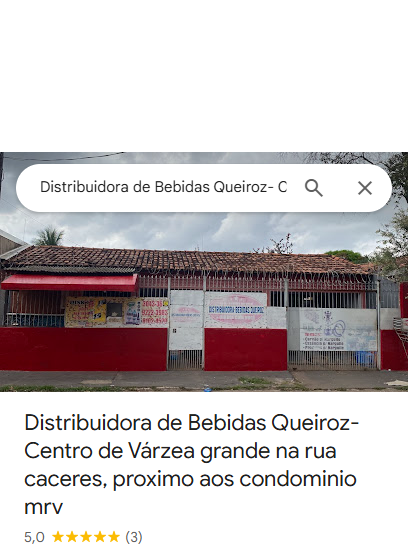 Distribuidora de Bebidas Queiroz- C
DISTRIBUIDORA BEBIDAS QUEIROZ
Distribuidora de Bebidas Queiroz-
Centro de Várzea grande na rua
caceres, proximo aos condominio
mrv
5,0 ★★★★★ (3)